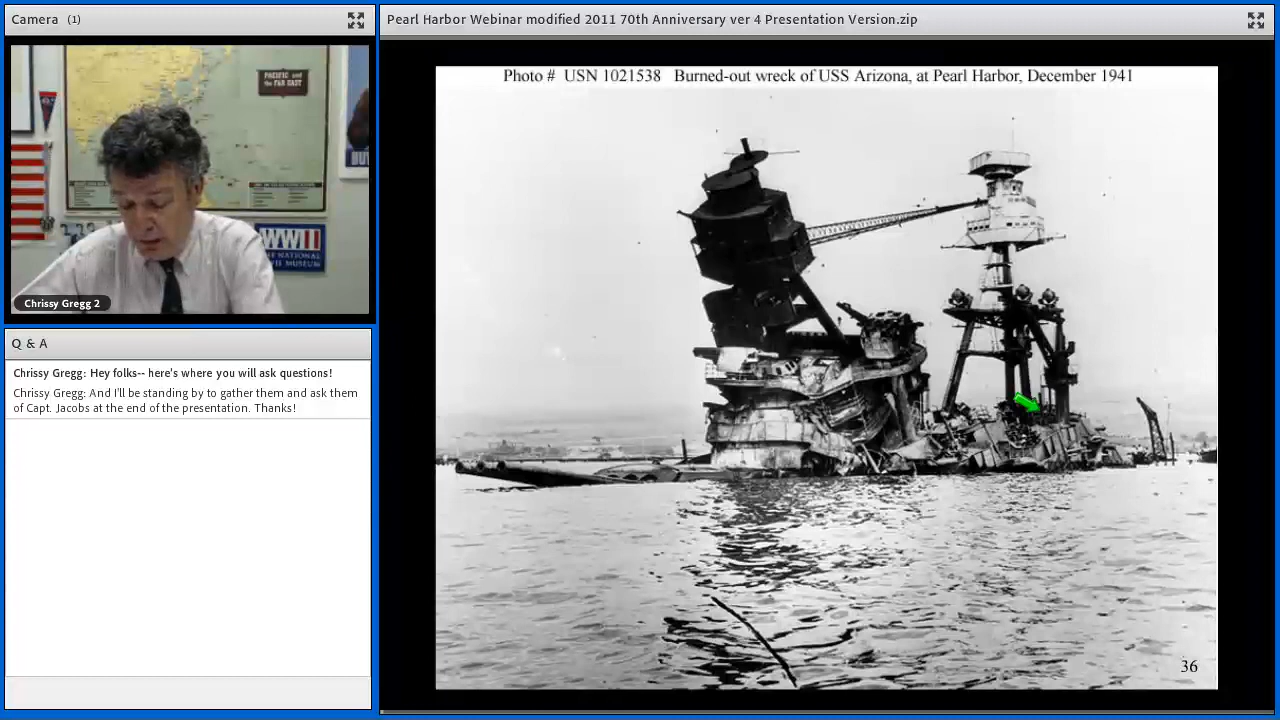 Camera (1)
PACIFIC and
the FAR EAST
WWII
THE NATIONAL
WWII MUSEUM
Chrissy Gregg 2
Q & A
Chrissy Gregg: Hey folks-- here's where you will ask questions!
Chrissy Gregg: And I'll be standing by to gather them and ask them
of Capt. Jacobs at the end of the presentation. Thanks!
Pearl Harbor Webinar modified 2011 70th Anniversary ver 4 Presentation Version.zip
Photo # USN 1021538 Burned-out wreck of USS Arizona, at Pearl Harbor, December 1941
36